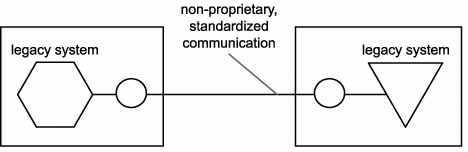 non-proprietary,
standardized
communication
legacy system
legacy system